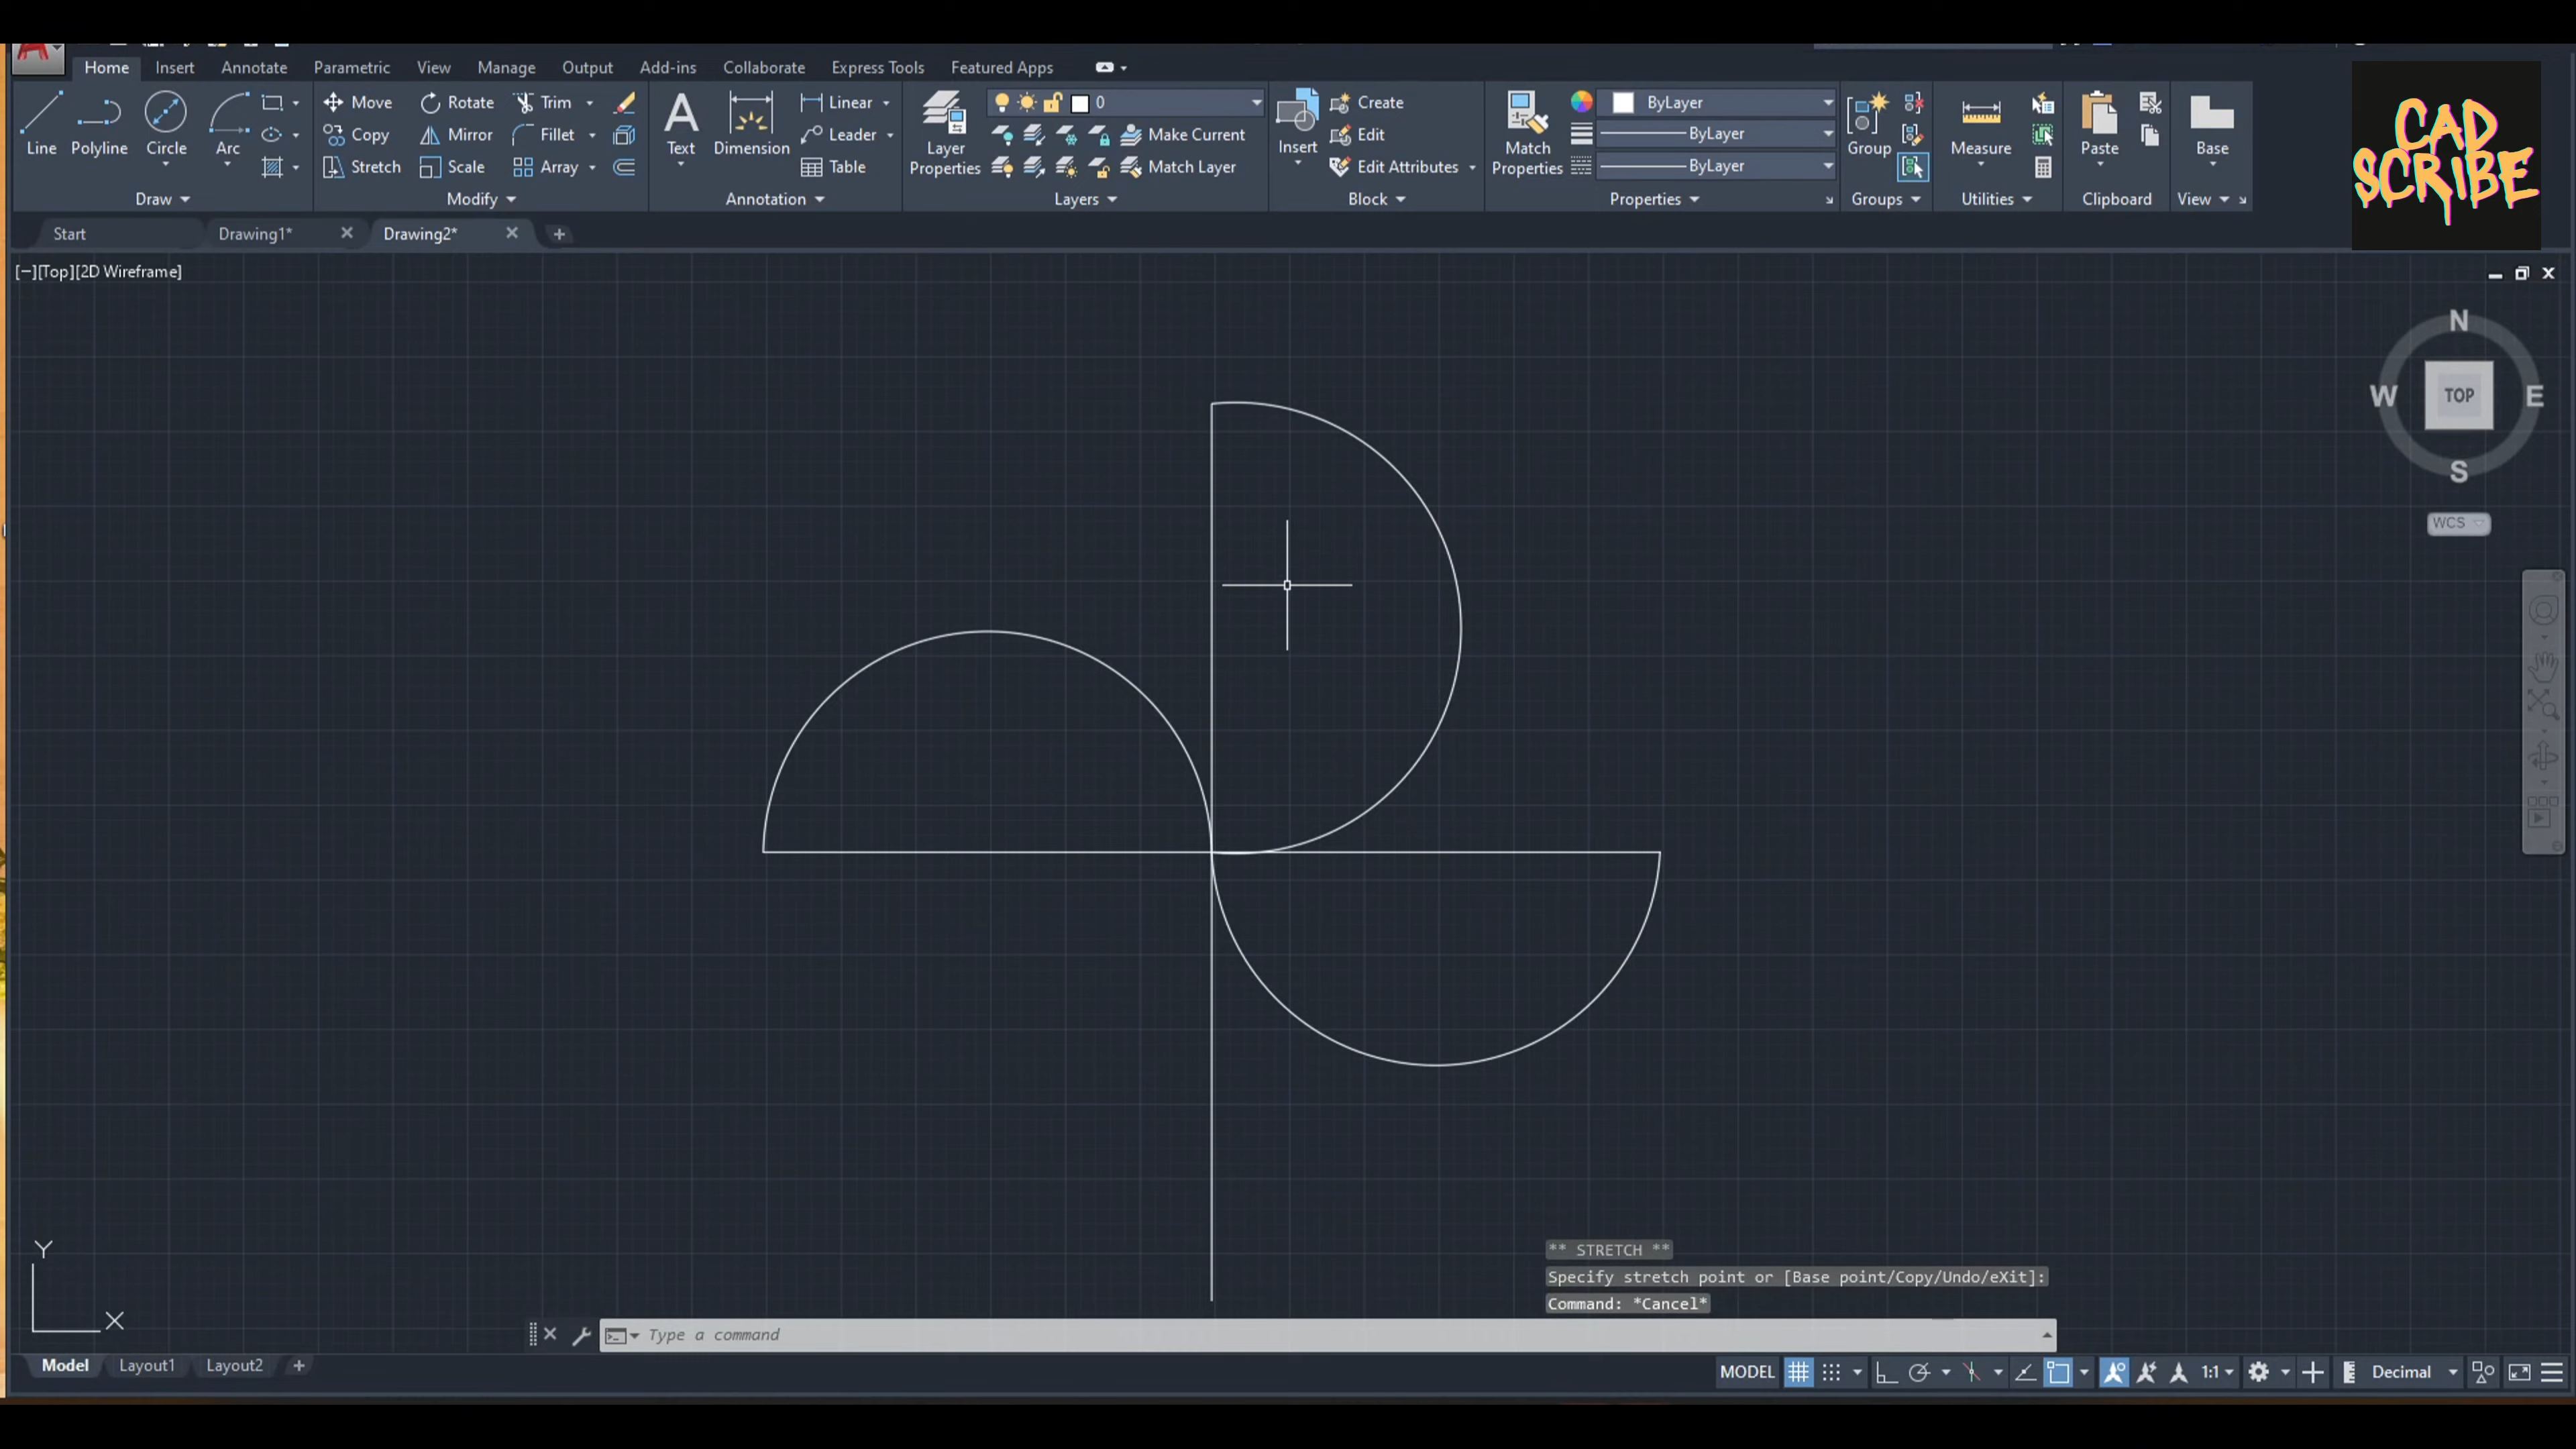 Home Insert Annotate Parametric View Manage Output Add-ins Collaborate Express Tools Featured Apps
Line Polyline Circle Arc
Move Rotate Trim
Copy Mirror Fillet
Stretch Scale Array
Text Dimension
Linear
Leader
Table
Layer Properties
0
Make Current
Match Layer
Insert
Create
Edit
Edit Attributes
Match Properties
ByLayer
ByLayer
ByLayer
Group
Measure
Paste
Base
Draw Modify Annotation Layers Block Properties Groups Utilities Clipboard View
CAD
SCRIBE
Start Drawing1* Drawing2*
[−][Top][2D Wireframe]
N
W TOP E
S
WCS
Y
X
** STRETCH **
Specify stretch point or [Base point/Copy/Undo/eXit]:
Command: *Cancel*
Type a command
Model Layout1 Layout2
MODEL 1:1 Decimal